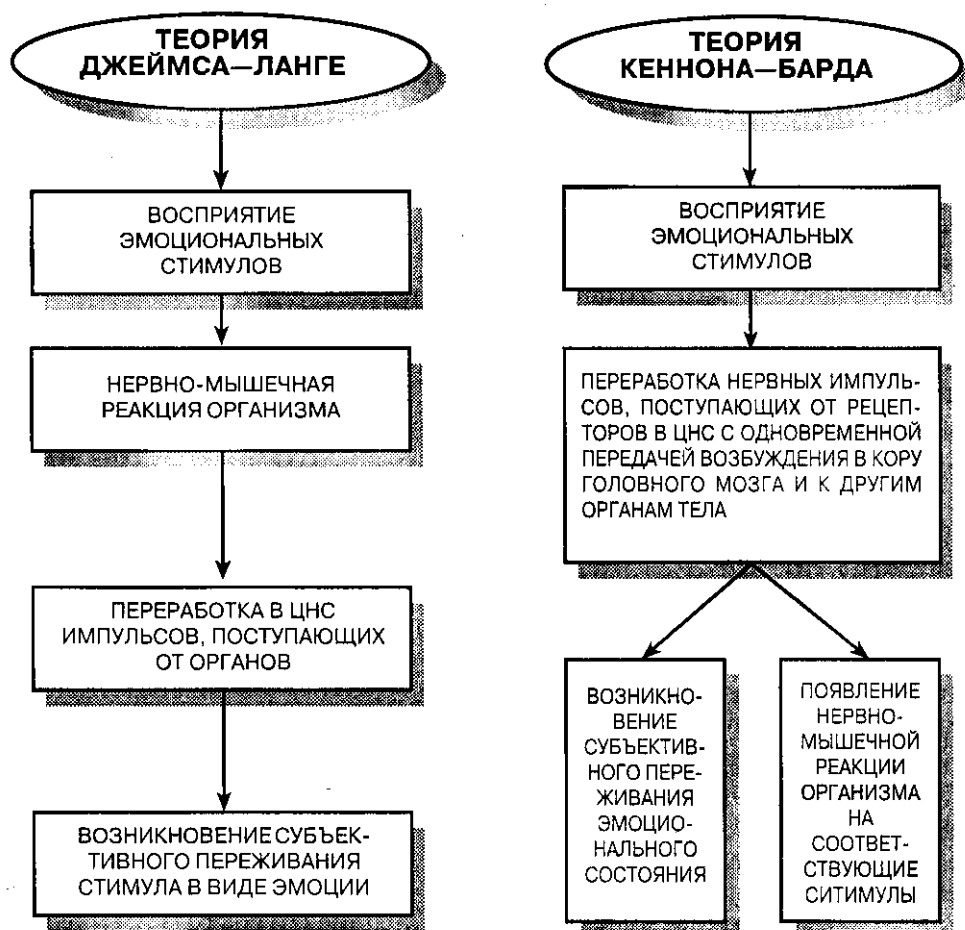 ТЕОРИЯ
ДЖЕЙМСА—ЛАНГЕ
ВОСПРИЯТИЕ
ЭМОЦИОНАЛЬНЫХ
СТИМУЛОВ
НЕРВНО-МЫШЕЧНАЯ
РЕАКЦИЯ ОРГАНИЗМА
ПЕРЕРАБОТКА В ЦНС
ИМПУЛЬСОВ, ПОСТУПАЮЩИХ
ОТ ОРГАНОВ
ВОЗНИКНОВЕНИЕ СУБЪЕК-
ТИВНОГО ПЕРЕЖИВАНИЯ
СТИМУЛА В ВИДЕ ЭМОЦИИ
ТЕОРИЯ
КЕННОНА—БАРДА
ВОСПРИЯТИЕ
ЭМОЦИОНАЛЬНЫХ
СТИМУЛОВ
ПЕРЕРАБОТКА НЕРВНЫХ ИМПУЛЬ-
СОВ, ПОСТУПАЮЩИХ ОТ РЕЦЕП-
ТОРОВ В ЦНС С ОДНОВРЕМЕННОЙ
ПЕРЕДАЧЕЙ ВОЗБУЖДЕНИЯ В КОРУ
ГОЛОВНОГО МОЗГА И К ДРУГИМ
ОРГАНАМ ТЕЛА
ВОЗНИКНО-
ВЕНИЕ
СУБЪЕКТИВ-
НОГО ПЕРЕ-
ЖИВАНИЯ
ЭМОЦИО-
НАЛЬНОГО
СОСТОЯНИЯ
ПОЯВЛЕНИЕ
НЕРВНО-
МЫШЕЧНОЙ
РЕАКЦИИ
ОРГАНИЗМА
НА
СООТВЕТ-
СТВУЮЩИЕ
СИТИМУЛЫ